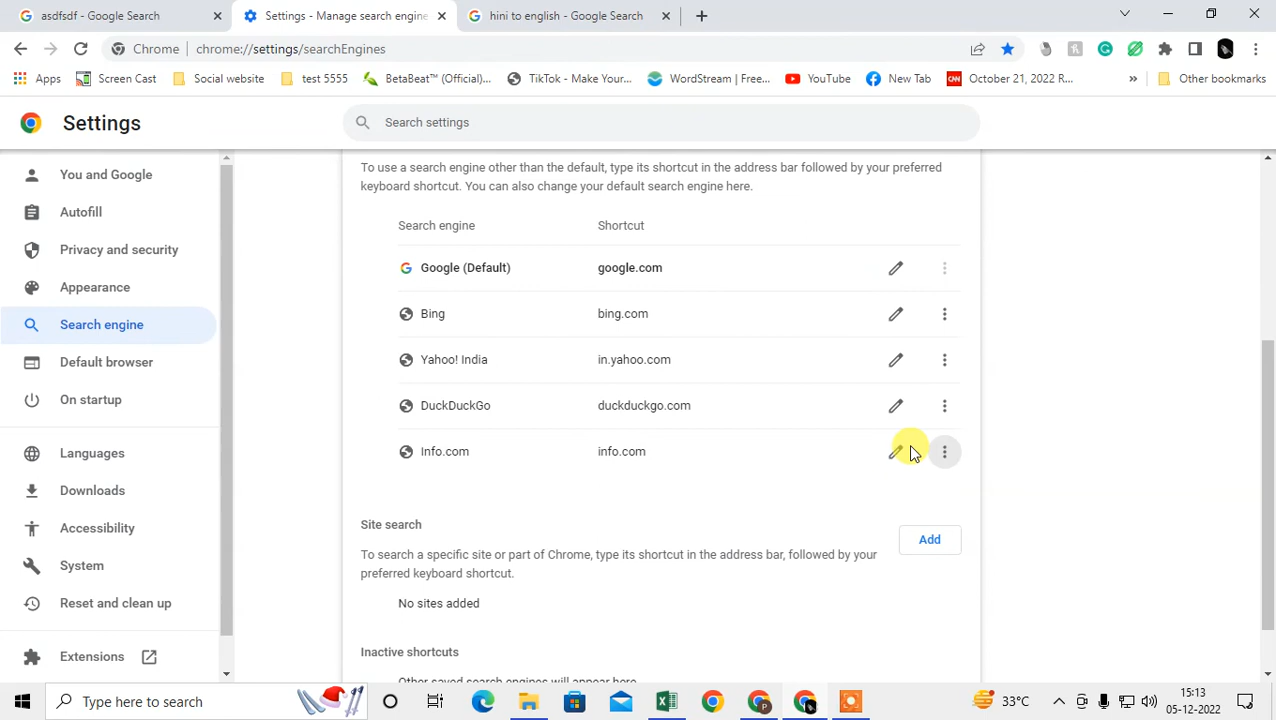 asdfsdf - Google Search
Settings - Manage search engine
hini to english - Google Search
Chrome
chrome://settings/searchEngines
Apps
Screen Cast
Social website
test 5555
BetaBeat™ (Official)...
TikTok - Make Your...
WordStream | Free...
YouTube
New Tab
CNN
October 21, 2022 R...
»
Other bookmarks
Settings
Search settings
You and Google
Autofill
Privacy and security
Appearance
Search engine
Default browser
On startup
Languages
Downloads
Accessibility
System
Reset and clean up
Extensions
To use a search engine other than the default, type its shortcut in the address bar followed by your preferred
keyboard shortcut. You can also change your default search engine here.
Search engine Shortcut
Google (Default) google.com
Bing bing.com
Yahoo! India in.yahoo.com
DuckDuckGo duckduckgo.com
Info.com info.com
Site search
Add
To search a specific site or part of Chrome, type its shortcut in the address bar, followed by your
preferred keyboard shortcut.
No sites added
Inactive shortcuts
Other saved search engines will appear here
Type here to search
33°C
15:13
05-12-2022